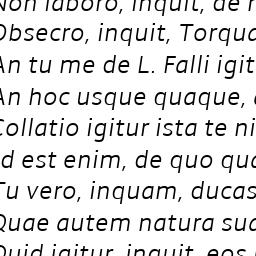 Non laboro, inquit, de n
Obsecro, inquit, Torqua
An tu me de L. Falli igit
An hoc usque quaque, a
Collatio igitur ista te ni
Id est enim, de quo qua
Tu vero, inquam, ducas
Quae autem natura sua
Quid igitur, inquit, eos